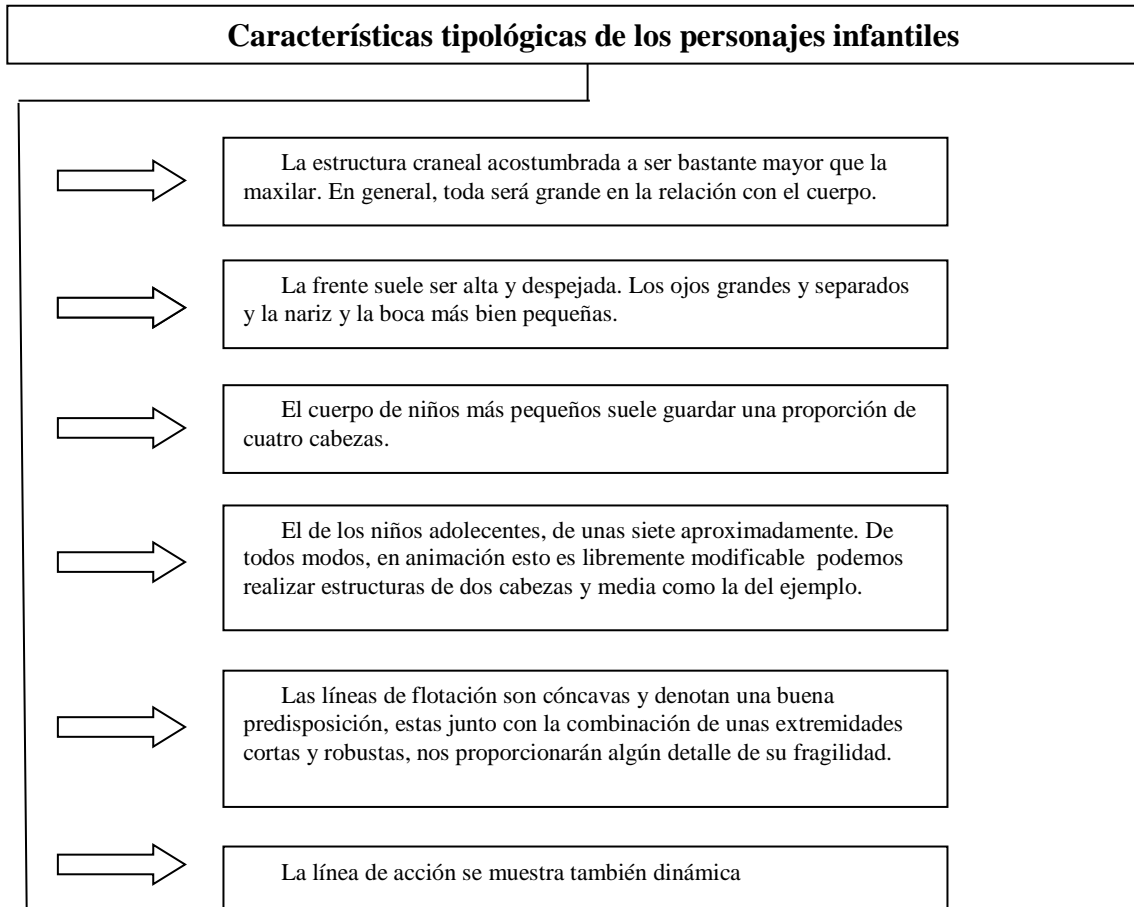 Características tipológicas de los personajes infantiles
La estructura craneal acostumbrada a ser bastante mayor que la
maxilar. En general, toda será grande en la relación con el cuerpo.
La frente suele ser alta y despejada. Los ojos grandes y separados
y la nariz y la boca más bien pequeñas.
El cuerpo de niños más pequeños suele guardar una proporción de
cuatro cabezas.
El de los niños adolecentes, de unas siete aproximadamente. De
todos modos, en animación esto es libremente modificable podemos
realizar estructuras de dos cabezas y media como la del ejemplo.
Las líneas de flotación son cóncavas y denotan una buena
predisposición, estas junto con la combinación de unas extremidades
cortas y robustas, nos proporcionarán algún detalle de su fragilidad.
La línea de acción se muestra también dinámica